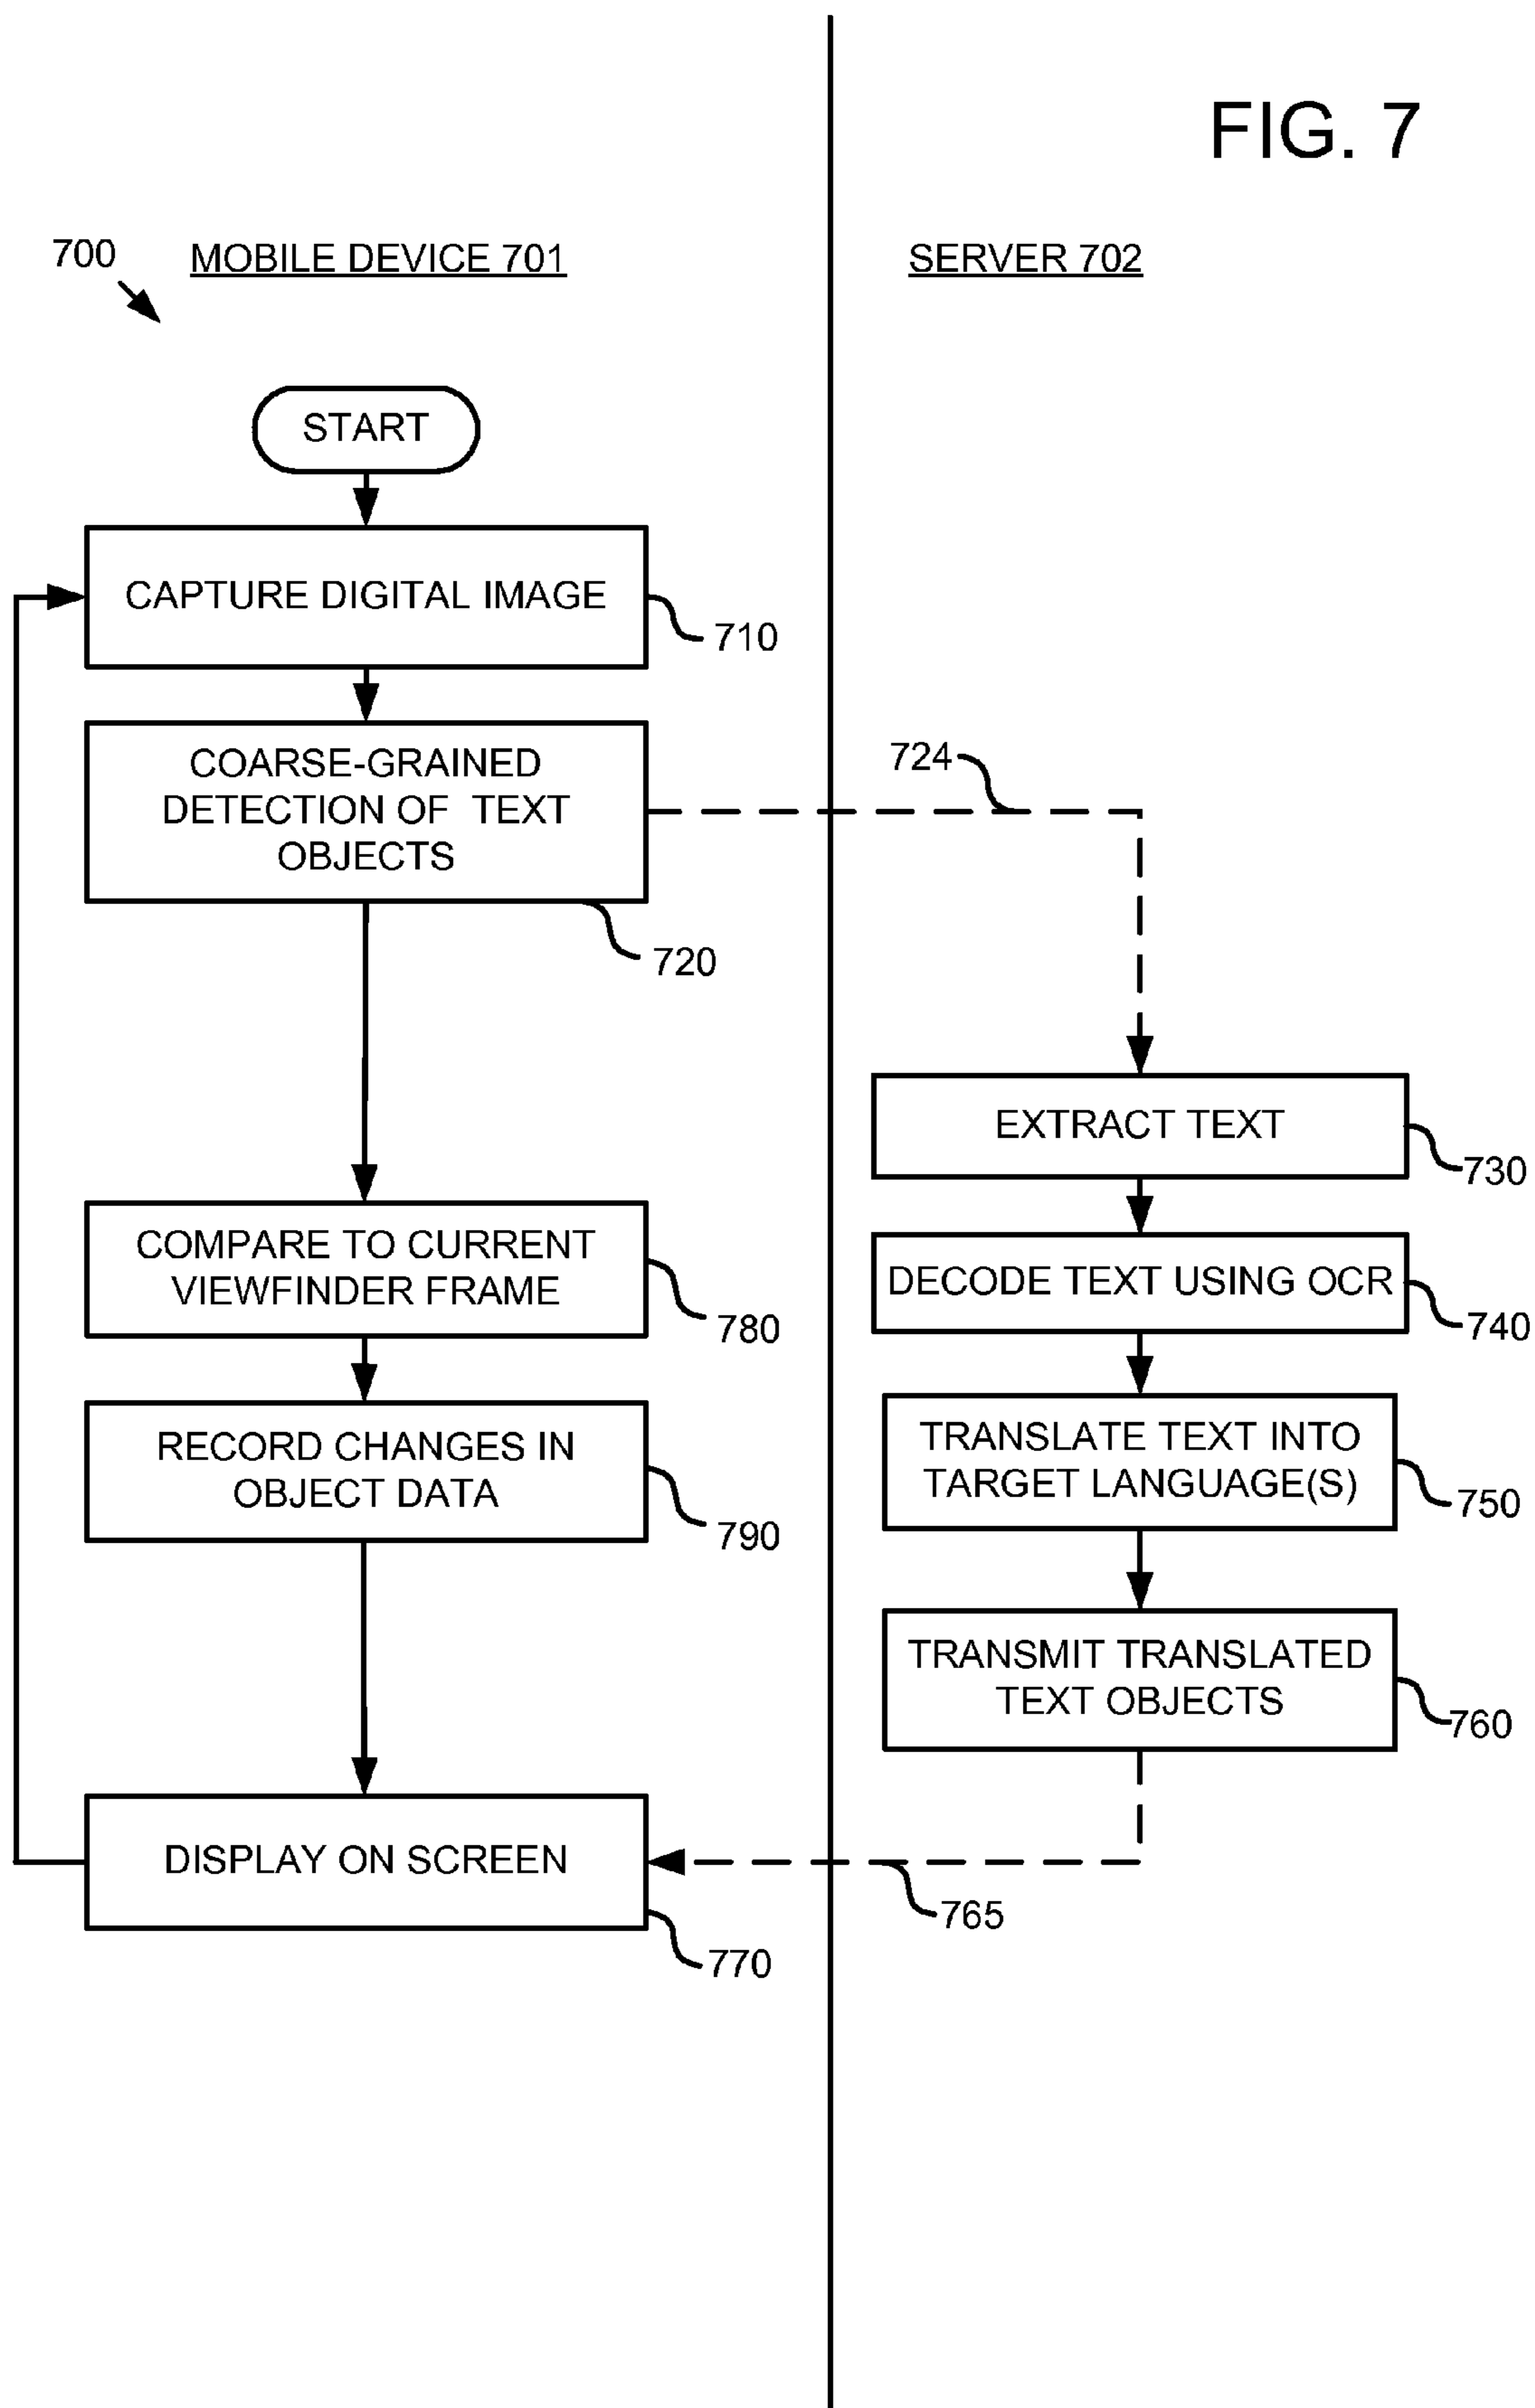 FIG. 7
700
MOBILE DEVICE 701
SERVER 702
START
CAPTURE DIGITAL IMAGE
710
COARSE-GRAINED
DETECTION OF TEXT
OBJECTS
720
724
EXTRACT TEXT
730
COMPARE TO CURRENT
VIEWFINDER FRAME
780
DECODE TEXT USING OCR
740
RECORD CHANGES IN
OBJECT DATA
790
TRANSLATE TEXT INTO
TARGET LANGUAGE(S)
750
TRANSMIT TRANSLATED
TEXT OBJECTS
760
DISPLAY ON SCREEN
765
770